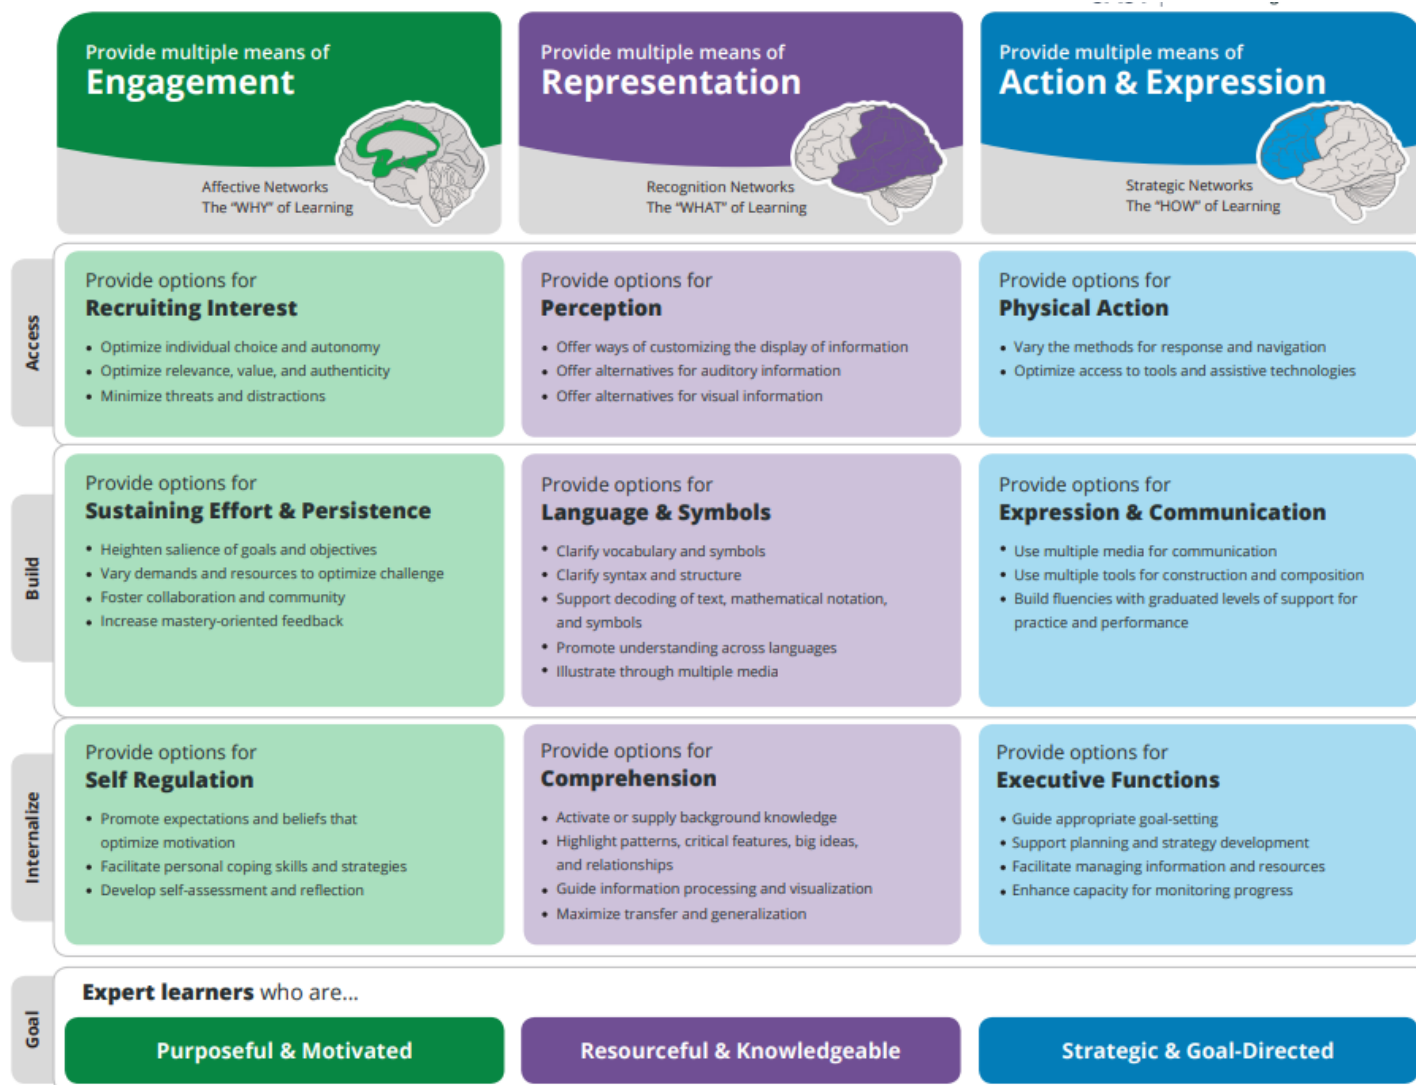 Provide multiple means of
Engagement
Affective Networks
The “WHY” of Learning
Provide multiple means of
Representation
Recognition Networks
The “WHAT” of Learning
Provide multiple means of
Action & Expression
Strategic Networks
The “HOW” of Learning
Access
Provide options for
Recruiting Interest
• Optimize individual choice and autonomy
• Optimize relevance, value, and authenticity
• Minimize threats and distractions
Provide options for
Perception
• Offer ways of customizing the display of information
• Offer alternatives for auditory information
• Offer alternatives for visual information
Provide options for
Physical Action
• Vary the methods for response and navigation
• Optimize access to tools and assistive technologies
Build
Provide options for
Sustaining Effort & Persistence
• Heighten salience of goals and objectives
• Vary demands and resources to optimize challenge
• Foster collaboration and community
• Increase mastery-oriented feedback
Provide options for
Language & Symbols
• Clarify vocabulary and symbols
• Clarify syntax and structure
• Support decoding of text, mathematical notation,
and symbols
• Promote understanding across languages
• Illustrate through multiple media
Provide options for
Expression & Communication
• Use multiple media for communication
• Use multiple tools for construction and composition
• Build fluencies with graduated levels of support for
practice and performance
Internalize
Provide options for
Self Regulation
• Promote expectations and beliefs that
optimize motivation
• Facilitate personal coping skills and strategies
• Develop self-assessment and reflection
Provide options for
Comprehension
• Activate or supply background knowledge
• Highlight patterns, critical features, big ideas,
and relationships
• Guide information processing and visualization
• Maximize transfer and generalization
Provide options for
Executive Functions
• Guide appropriate goal-setting
• Support planning and strategy development
• Facilitate managing information and resources
• Enhance capacity for monitoring progress
Goal
Expert learners who are...
Purposeful & Motivated
Resourceful & Knowledgeable
Strategic & Goal-Directed